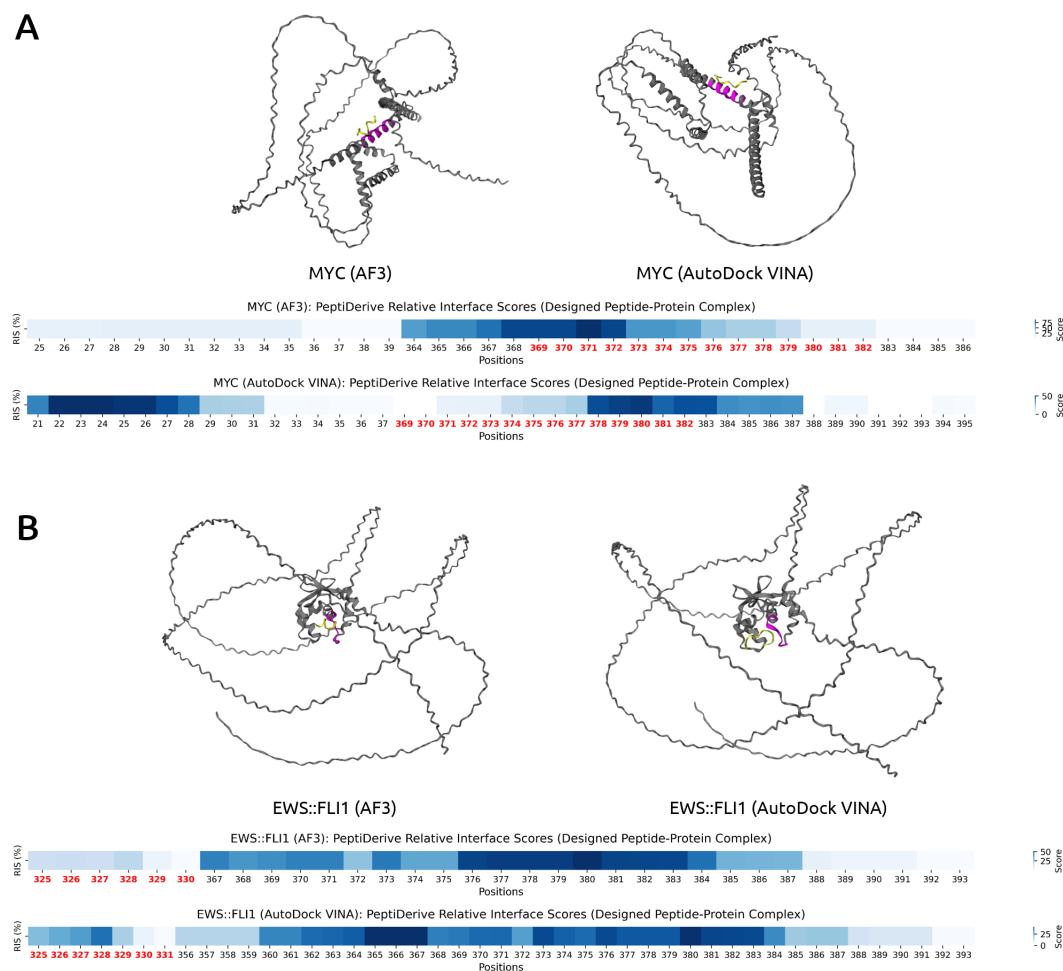 A
MYC (AF3)
MYC (AutoDock VINA)
MYC (AF3): PeptiDerive Relative Interface Scores (Designed Peptide-Protein Complex)
RIS (%)
75
50
25
Score
25 26 27 28 29 30 31 32 33 34 35 36 37 38 39 364 365 366 367 368 369 370 371 372 373 374 375 376 377 378 379 380 381 382 383 384 385 386
Positions
MYC (AutoDock VINA): PeptiDerive Relative Interface Scores (Designed Peptide-Protein Complex)
RIS (%)
50
0
Score
21 22 23 24 25 26 27 28 29 30 31 32 33 34 35 36 37 369 370 371 372 373 374 375 376 377 378 379 380 381 382 383 384 385 386 387 388 389 390 391 392 393 394 395
Positions
B
EWS::FLI1 (AF3)
EWS::FLI1 (AutoDock VINA)
EWS::FLI1 (AF3): PeptiDerive Relative Interface Scores (Designed Peptide-Protein Complex)
RIS (%)
50
25
Score
325 326 327 328 329 330 367 368 369 370 371 372 373 374 375 376 377 378 379 380 381 382 383 384 385 386 387 388 389 390 391 392 393
Positions
EWS::FLI1 (AutoDock VINA): PeptiDerive Relative Interface Scores (Designed Peptide-Protein Complex)
RIS (%)
25
0
Score
325 326 327 328 329 330 331 356 357 358 359 360 361 362 363 364 365 366 367 368 369 370 371 372 373 374 375 376 377 378 379 380 381 382 383 384 385 386 387 388 389 390 391 392 393
Positions